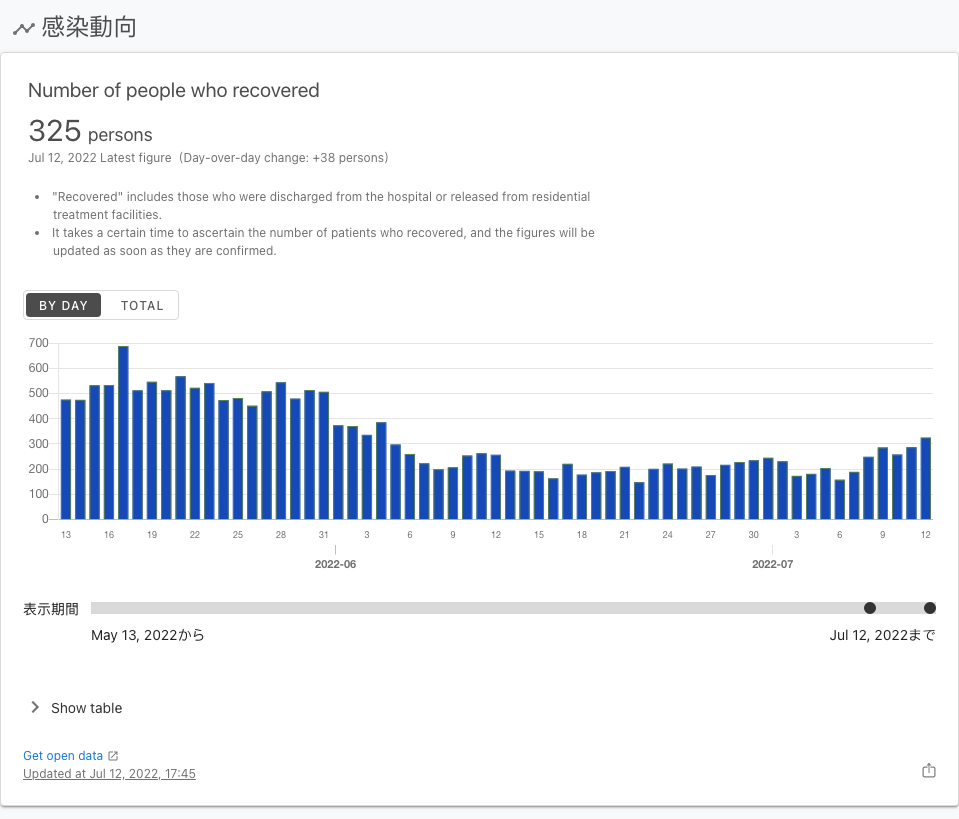 感染動向
Number of people who recovered
325 persons
Jul 12, 2022 Latest figure (Day-over-day change: +38 persons)
"Recovered" includes those who were discharged from the hospital or released from residential
treatment facilities.
It takes a certain time to ascertain the number of patients who recovered, and the figures will be
updated as soon as they are confirmed.
BY DAY TOTAL
700
600
500
400
300
200
100
0
13 16 19 22 25 28 31 3 6 9 12 15 18 21 24 27 30 3 6 9 12
2022-06 2022-07
表示期間
May 13, 2022から Jul 12, 2022まで
Show table
Get open data
Updated at Jul 12, 2022, 17:45